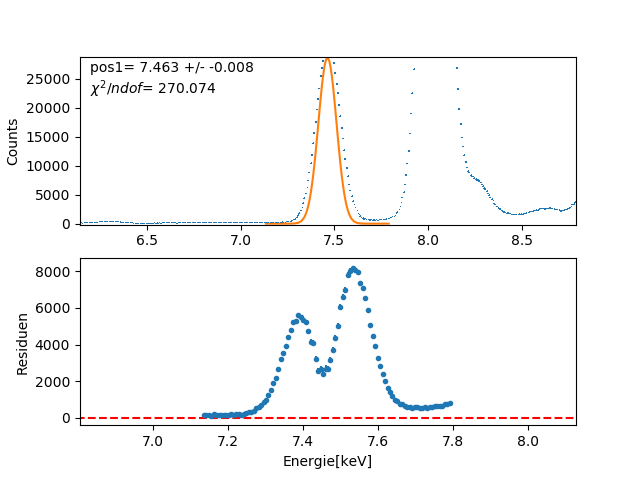 pos1= 7.463 +/- -0.008
χ²/ndof= 270.074
25000
20000
15000
10000
5000
0
Counts
6.5 7.0 7.5 8.0 8.5
8000
6000
4000
2000
0
Residuen
7.0 7.2 7.4 7.6 7.8 8.0
Energie[keV]